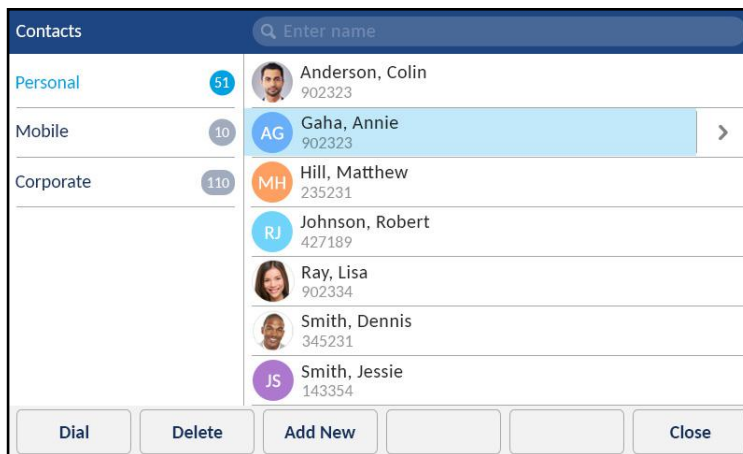 Contacts
Enter name
Personal 51
Mobile 10
Corporate 110
Anderson, Colin
902323
AG
Gaha, Annie
902323
MH
Hill, Matthew
235231
RJ
Johnson, Robert
427189
Ray, Lisa
902334
Smith, Dennis
345231
JS
Smith, Jessie
143354
Dial Delete Add New Close